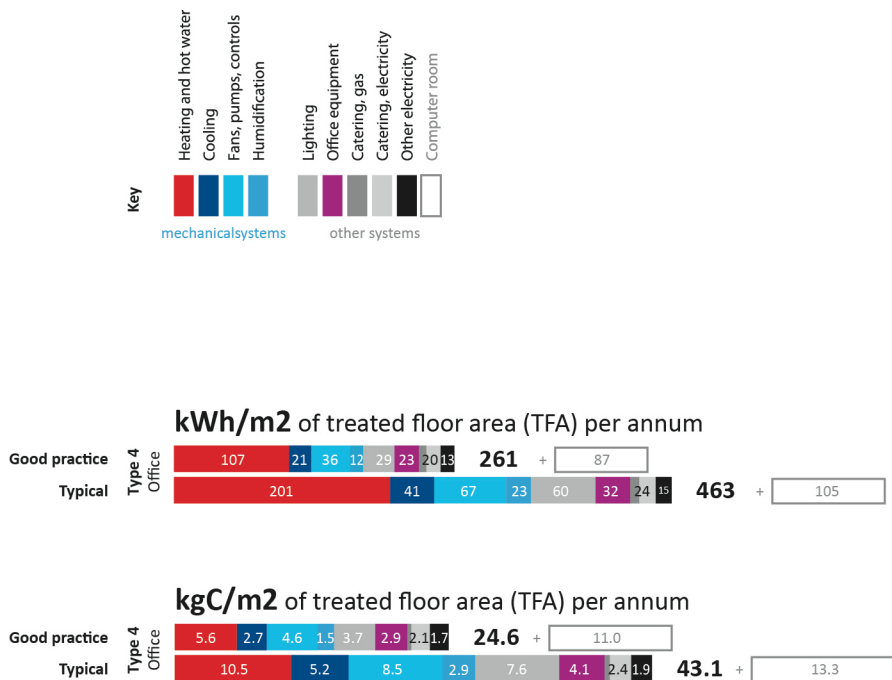 Key
Heating and hot water
Cooling
Fans, pumps, controls
Humidification
Lighting
Office equipment
Catering, gas
Catering, electricity
Other electricity
Computer room
mechanicalsystems
other systems
kWh/m2 of treated floor area (TFA) per annum
Type 4
Office
Good practice
107 21 36 12 29 23 20 13 261 + 87
Typical
201 41 67 23 60 32 24 15 463 + 105
kgC/m2 of treated floor area (TFA) per annum
Type 4
Office
Good practice
5.6 2.7 4.6 1.5 3.7 2.9 2.1 1.7 24.6 + 11.0
Typical
10.5 5.2 8.5 2.9 7.6 4.1 2.4 1.9 43.1 + 13.3